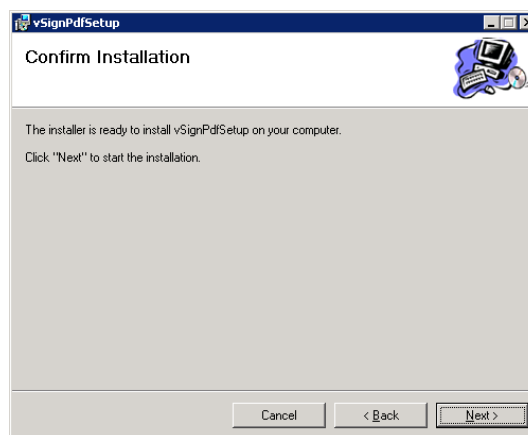 vSignPdfSetup
Confirm Installation
The installer is ready to install vSignPdfSetup on your computer.
Click "Next" to start the installation.
Cancel
< Back
Next >